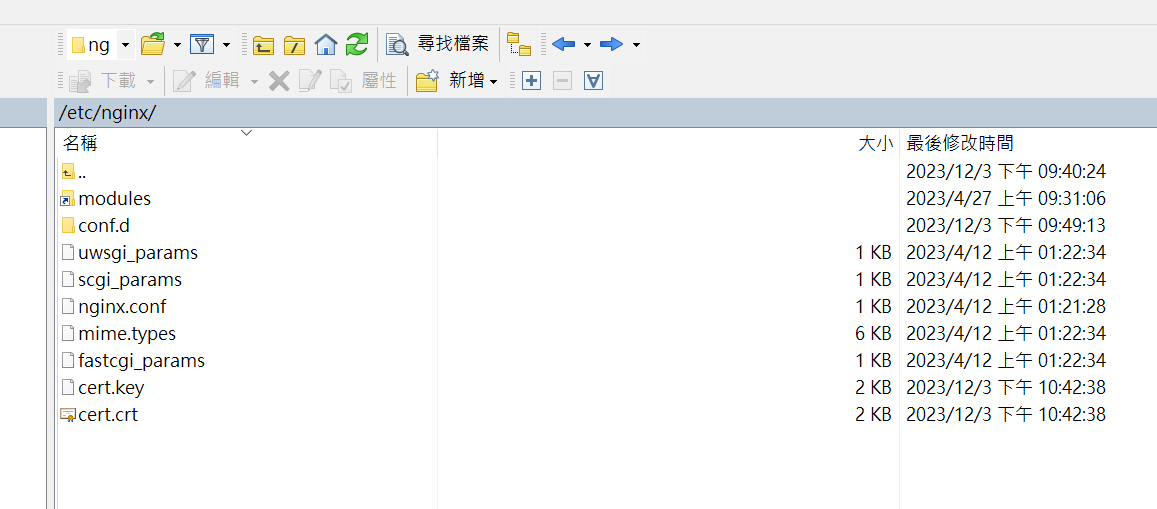 ng
尋找檔案
下載 編輯 屬性 新增
/etc/nginx/
名稱 大小 最後修改時間
.. 2023/12/3 下午 09:40:24
modules 2023/4/27 上午 09:31:06
conf.d 2023/12/3 下午 09:49:13
uwsgi_params 1 KB 2023/4/12 上午 01:22:34
scgi_params 1 KB 2023/4/12 上午 01:22:34
nginx.conf 1 KB 2023/4/12 上午 01:21:28
mime.types 6 KB 2023/4/12 上午 01:22:34
fastcgi_params 1 KB 2023/4/12 上午 01:22:34
cert.key 2 KB 2023/12/3 下午 10:42:38
cert.crt 2 KB 2023/12/3 下午 10:42:38